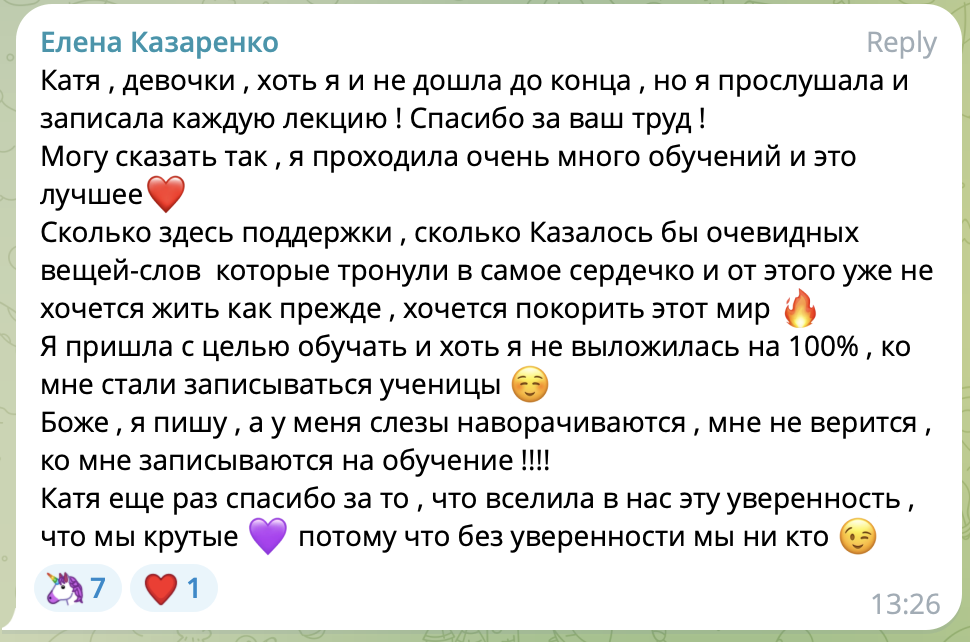 Елена Казаренко Reply
Катя , девочки , хоть я и не дошла до конца , но я прослушала и
записала каждую лекцию ! Спасибо за ваш труд !
Могу сказать так , я проходила очень много обучений и это
лучшее❤️
Сколько здесь поддержки , сколько Казалось бы очевидных
вещей-слов  которые тронули в самое сердечко и от этого уже не
хочется жить как прежде , хочется покорить этот мир 🔥
Я пришла с целью обучать и хоть я не выложилась на 100% , ко
мне стали записываться ученицы ☺️
Боже , я пишу , а у меня слезы наворачиваются , мне не верится ,
ко мне записываются на обучение !!!!
Катя еще раз спасибо за то , что вселила в нас эту уверенность ,
что мы крутые 💜 потому что без уверенности мы ни кто 😉
🦄 7 ❤️ 1
13:26